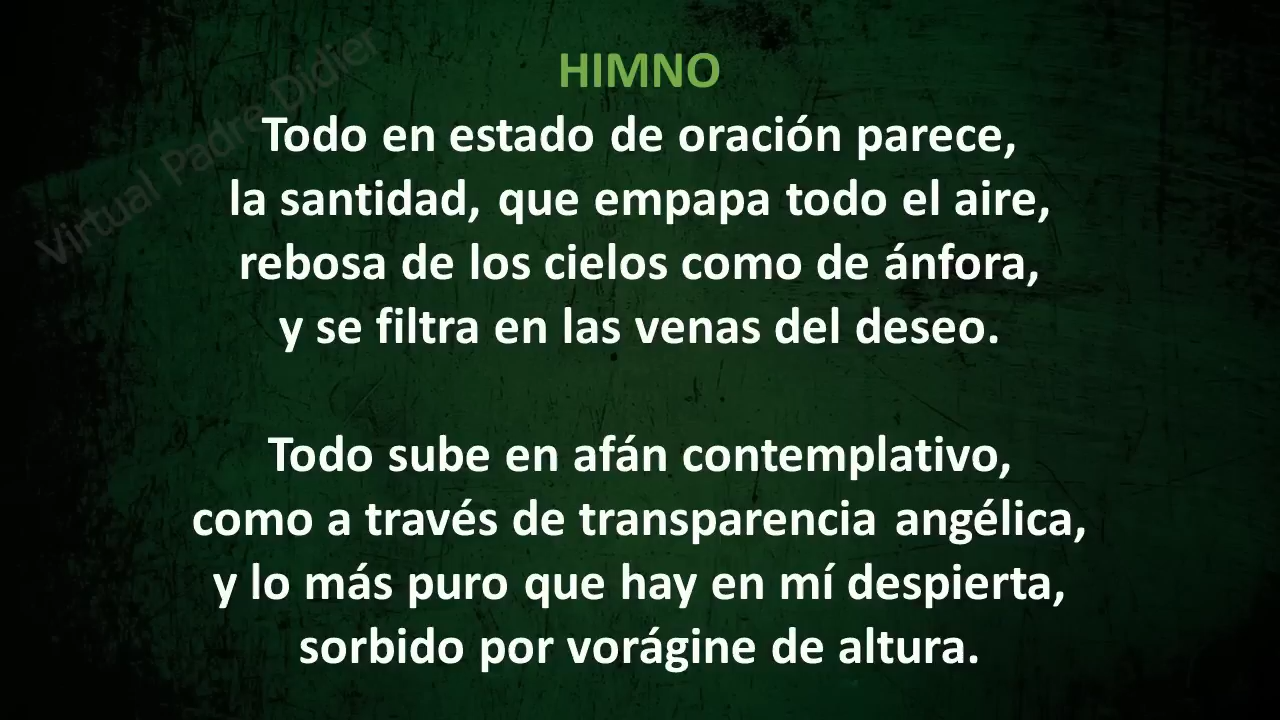 Virtual Padre Didier
HIMNO
Todo en estado de oración parece,
la santidad, que empapa todo el aire,
rebosa de los cielos como de ánfora,
y se filtra en las venas del deseo.
Todo sube en afán contemplativo,
como a través de transparencia angélica,
y lo más puro que hay en mí despierta,
sorbido por vorágine de altura.